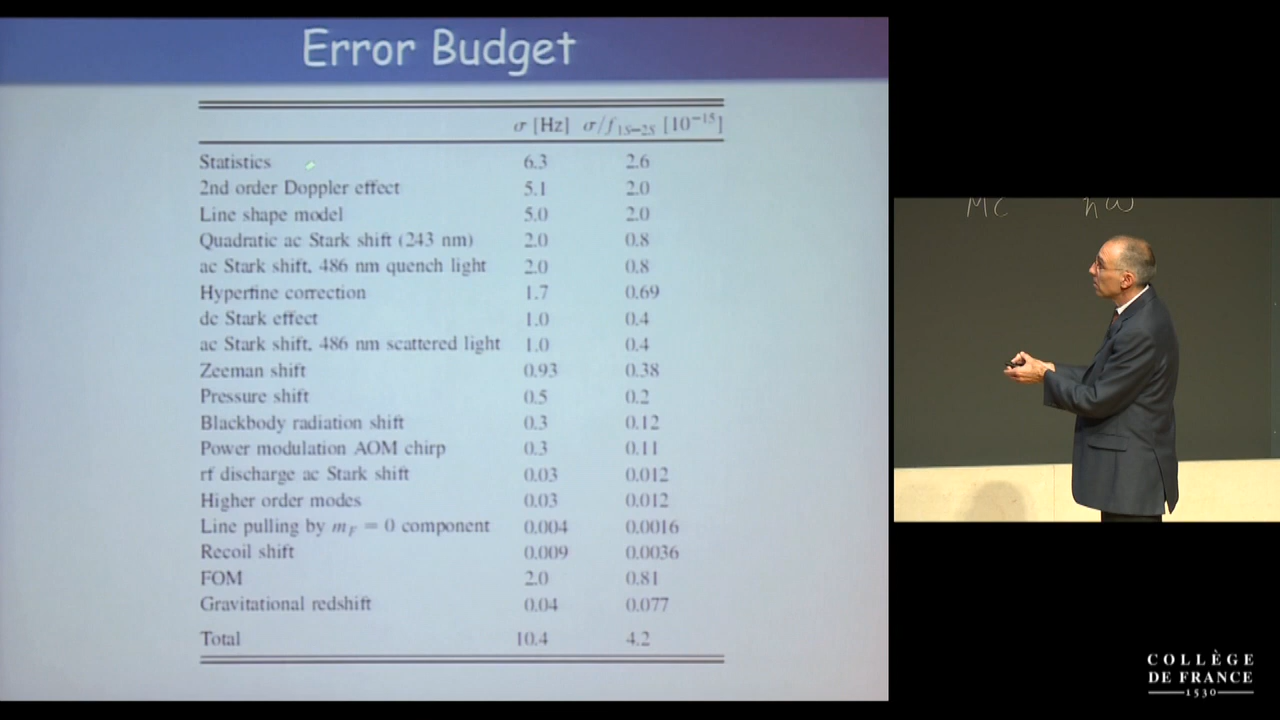 Error Budget
σ [Hz] σ/f1S−2S [10−15]
Statistics 6.3 2.6
2nd order Doppler effect 5.1 2.0
Line shape model 5.0 2.0
Quadratic ac Stark shift (243 nm) 2.0 0.8
ac Stark shift, 486 nm quench light 2.0 0.8
Hyperfine correction 1.7 0.69
dc Stark effect 1.0 0.4
ac Stark shift, 486 nm scattered light 1.0 0.4
Zeeman shift 0.93 0.38
Pressure shift 0.5 0.2
Blackbody radiation shift 0.3 0.12
Power modulation AOM chirp 0.3 0.11
rf discharge ac Stark shift 0.03 0.012
Higher order modes 0.03 0.012
Line pulling by mF = 0 component 0.004 0.0016
Recoil shift 0.009 0.0036
FOM 2.0 0.81
Gravitational redshift 0.04 0.077
Total 10.4 4.2
ħω
COLLÈGE
DE FRANCE
1530